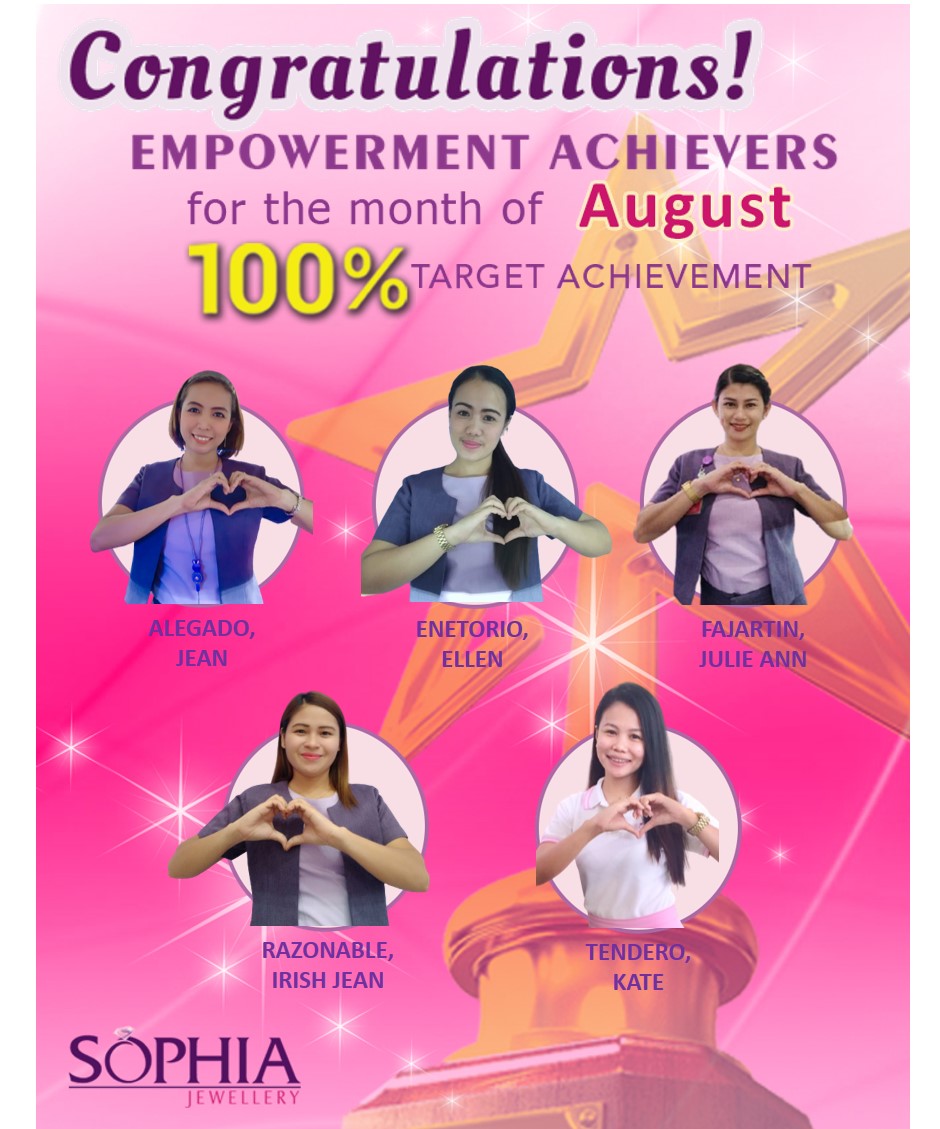 Congratulations!
EMPOWERMENT ACHIEVERS
for the month of August
100% TARGET ACHIEVEMENT
ALEGADO,
JEAN
ENETORIO,
ELLEN
FAJARTIN,
JULIE ANN
RAZONABLE,
IRISH JEAN
TENDERO,
KATE
SOPHIA
JEWELLERY